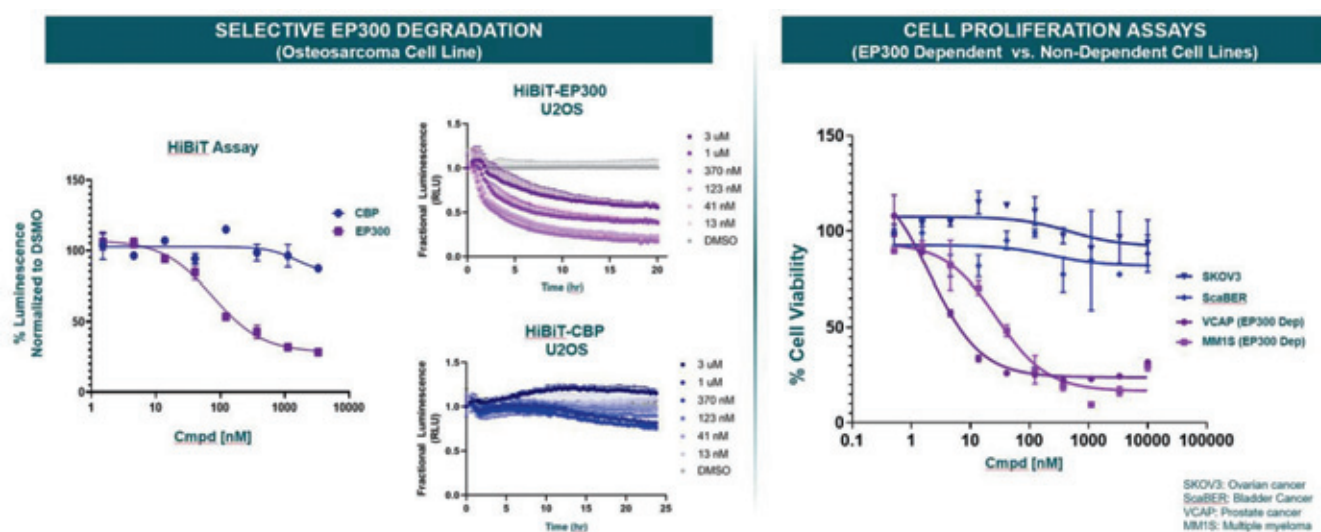 SELECTIVE EP300 DEGRADATION
(Osteosarcoma Cell Line)
HiBiT Assay
% Luminescence
Normalized to DSMO
150
100
50
0
1
10
100
1000
10000
Cmpd [nM]
CBP
EP300
HiBiT-EP300
U2OS
Fractional Luminescence
(RLU)
1.5
1.0
0.5
0.0
0
5
10
15
20
Time (hr)
3 uM
1 uM
370 nM
123 nM
41 nM
13 nM
DMSO
HiBiT-CBP
U2OS
Fractional Luminescence
(RLU)
1.5
1.0
0.5
0.0
0
5
10
15
20
25
Time (hr)
3 uM
1 uM
370 nM
123 nM
41 nM
13 nM
DMSO
CELL PROLIFERATION ASSAYS
(EP300 Dependent vs. Non-Dependent Cell Lines)
% Cell Viability
150
100
50
0
0.1
1
10
100
1000
10000
100000
Cmpd [nM]
SKOV3
ScaBER
VCAP (EP300 Dep)
MM1S (EP300 Dep)
SKOV3: Ovarian cancer
ScaBER: Bladder Cancer
VCAP: Prostate cancer
MM1S: Multiple myeloma